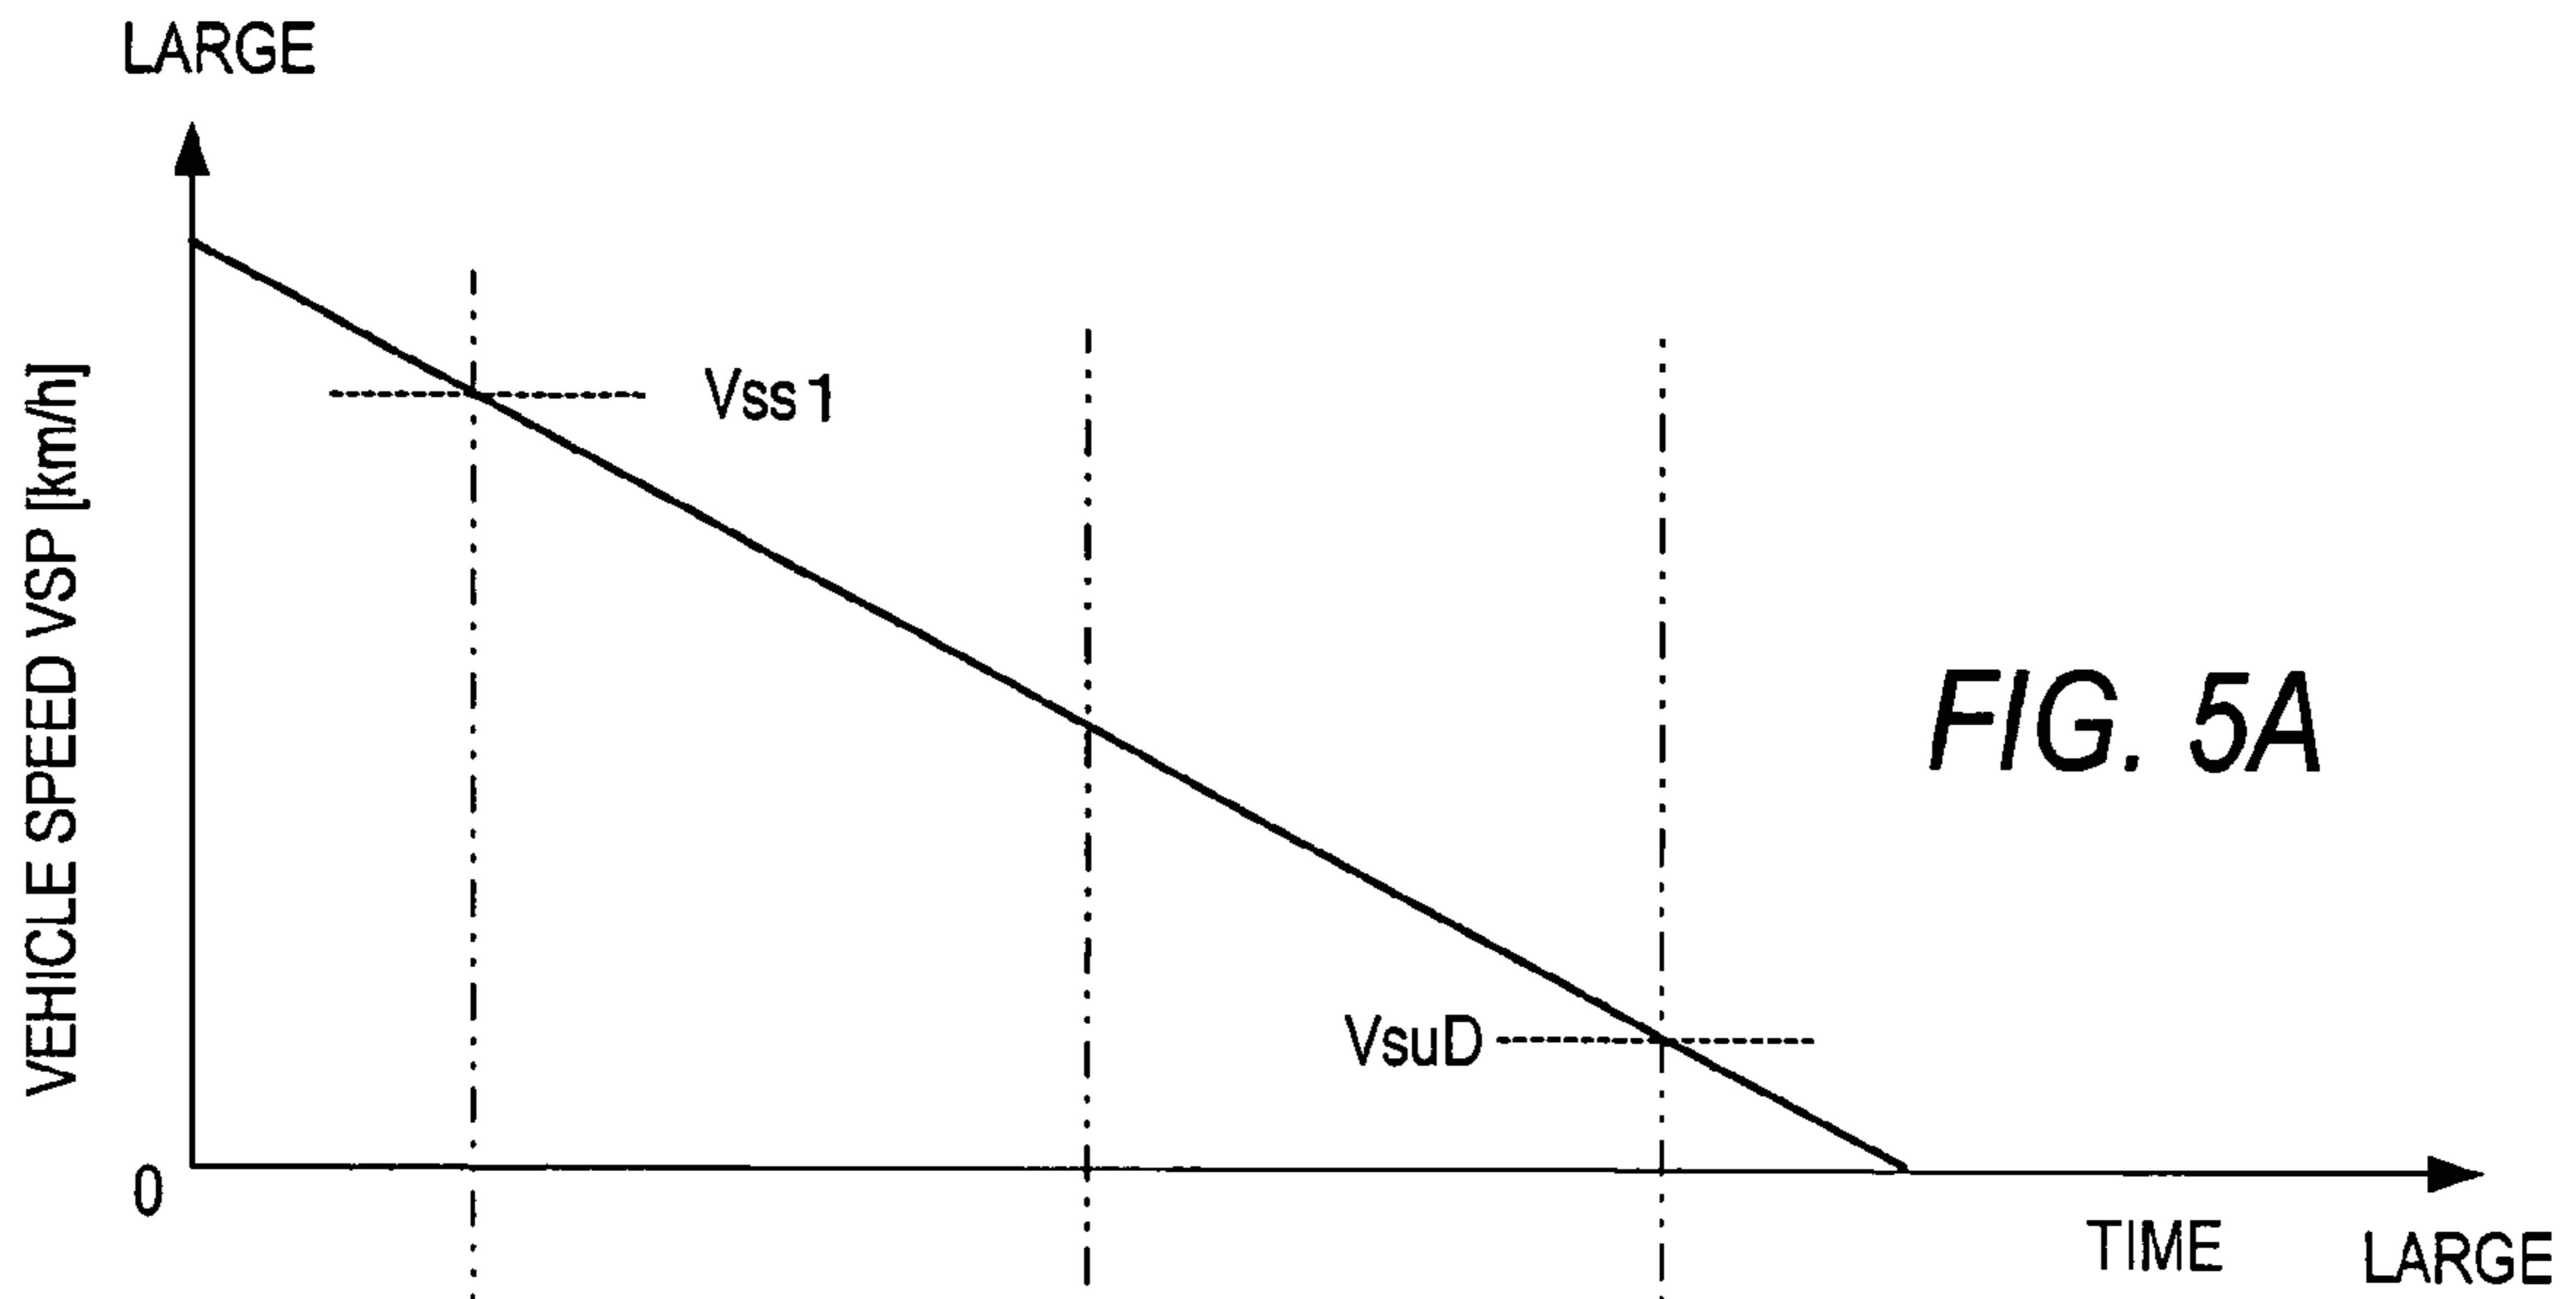 LARGE
VEHICLE SPEED VSP [km/h]
Vss1
FIG. 5A
VsuD
0
TIME
LARGE